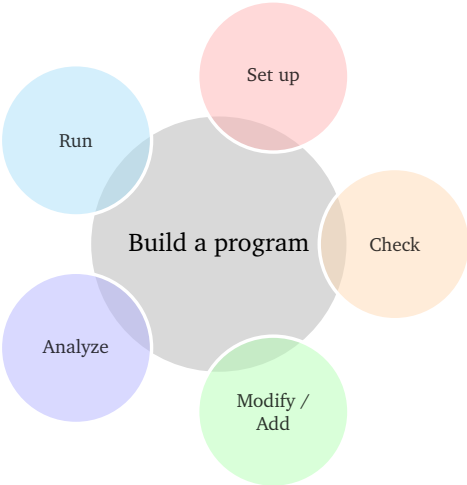 Set up
Run
Build a program
Check
Analyze
Modify /
Add